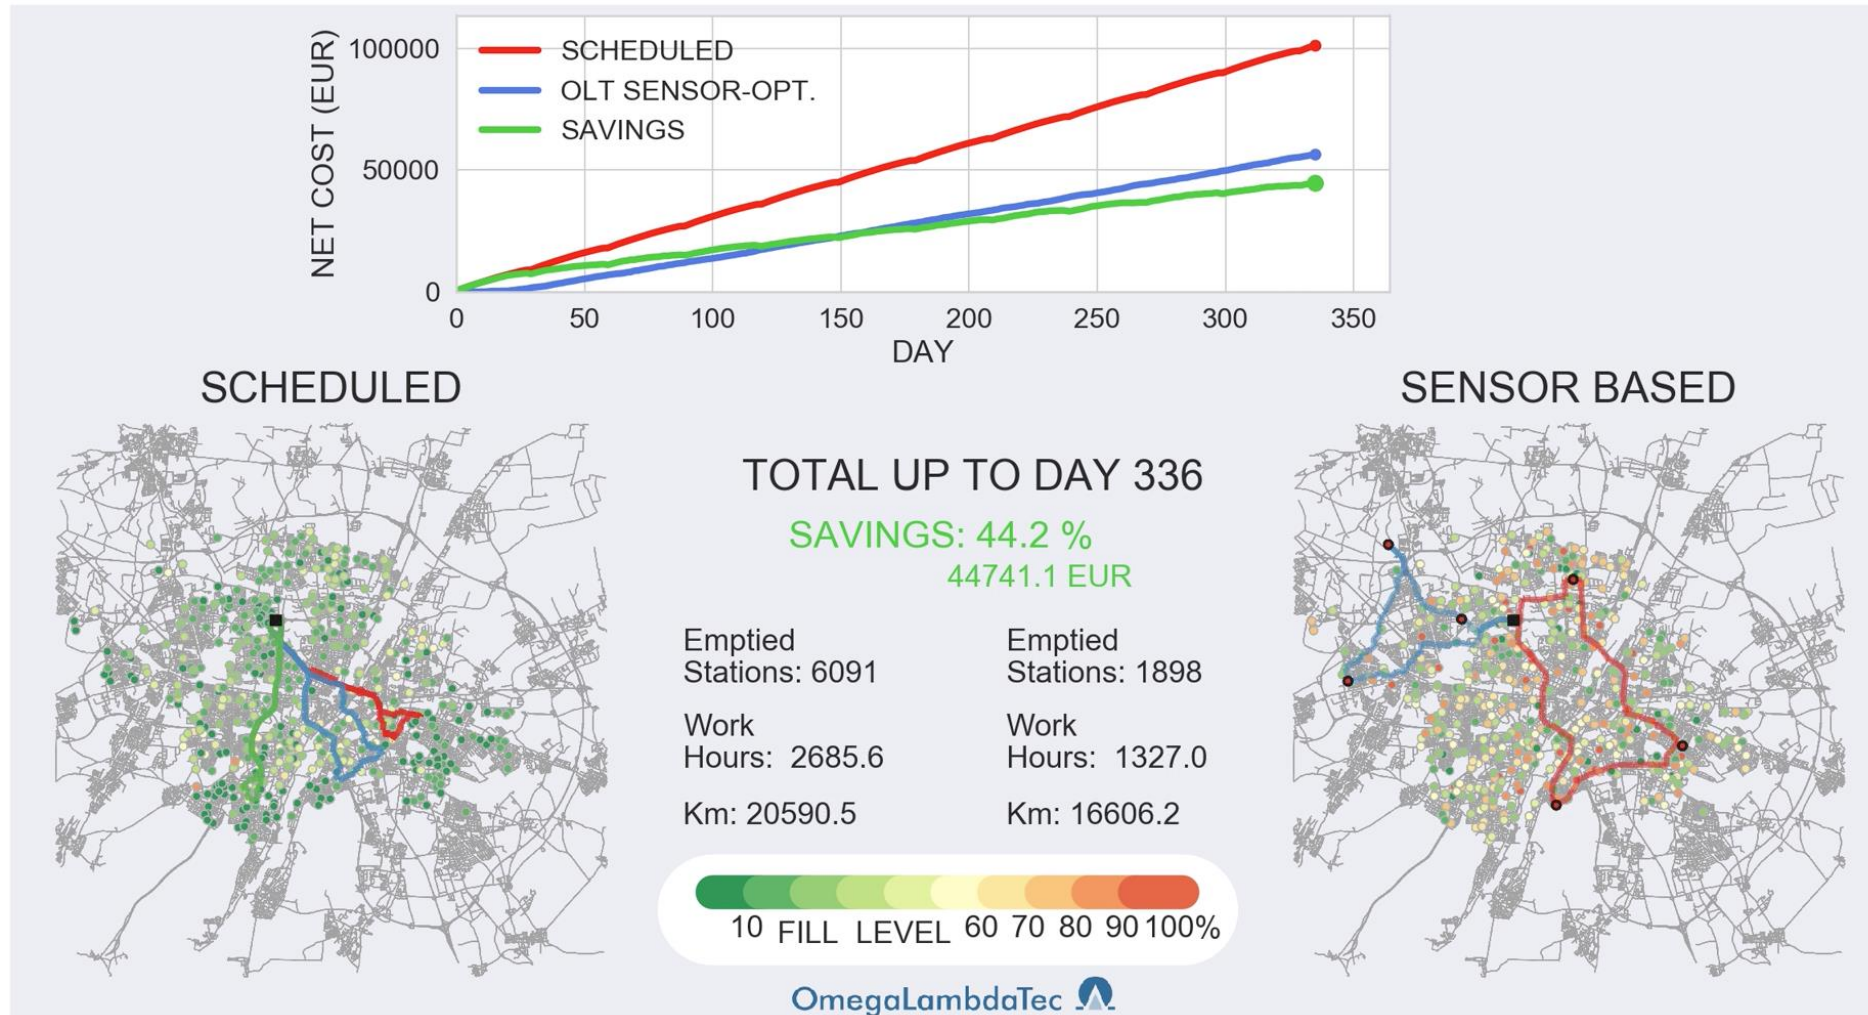 NET COST (EUR)
100000
50000
0
SCHEDULED
OLT SENSOR-OPT.
SAVINGS
0 50 100 150 200 250 300 350
DAY
SCHEDULED
SENSOR BASED
TOTAL UP TO DAY 336
SAVINGS: 44.2 %
44741.1 EUR
Emptied
Stations: 6091
Work
Hours: 2685.6
Km: 20590.5
Emptied
Stations: 1898
Work
Hours: 1327.0
Km: 16606.2
10 FILL LEVEL 60 70 80 90 100%
OmegaLambdaTec